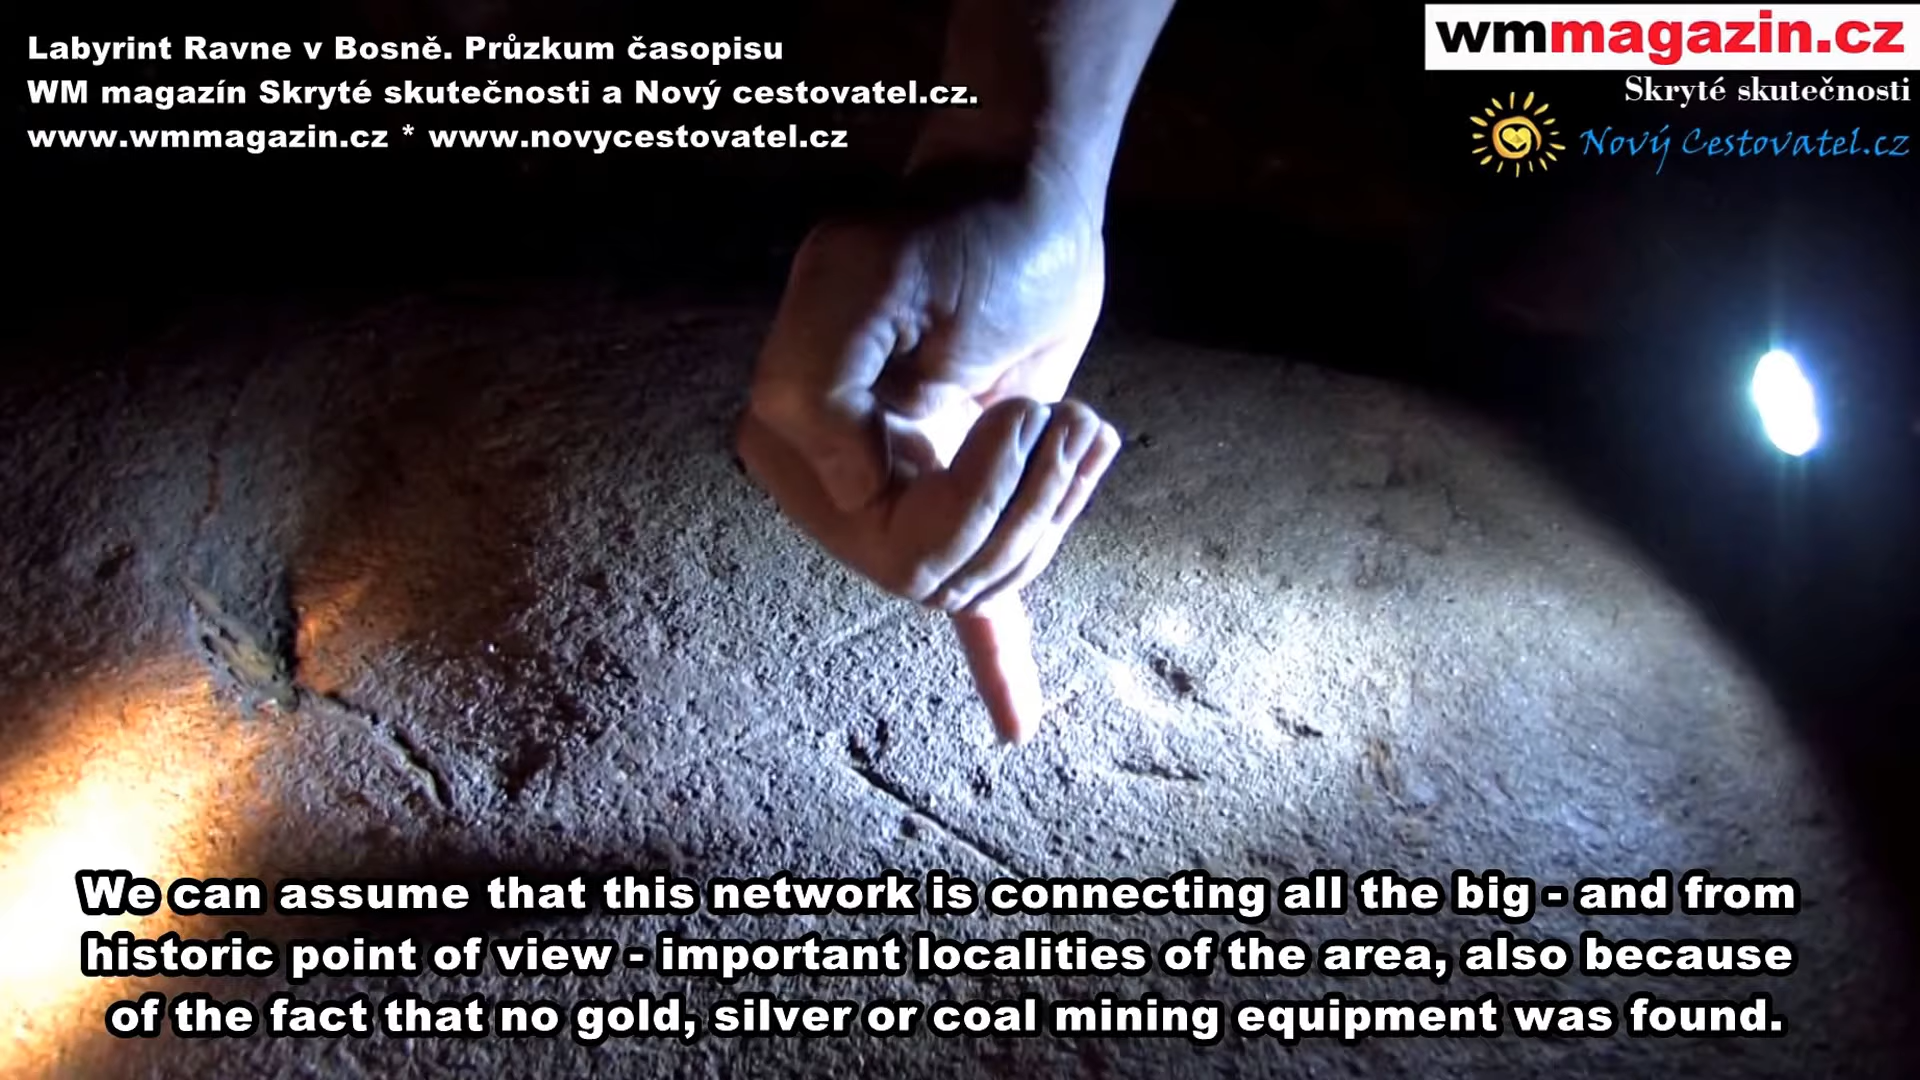 Labyrint Ravne v Bosně. Průzkum časopisu
WM magazín Skryté skutečnosti a Nový cestovatel.cz.
www.wmmagazin.cz * www.novycestovatel.cz
wmmagazin.cz
Skryté skutečnosti
Nový Cestovatel.cz
We can assume that this network is connecting all the big - and from
historic point of view - important localities of the area, also because
of the fact that no gold, silver or coal mining equipment was found.